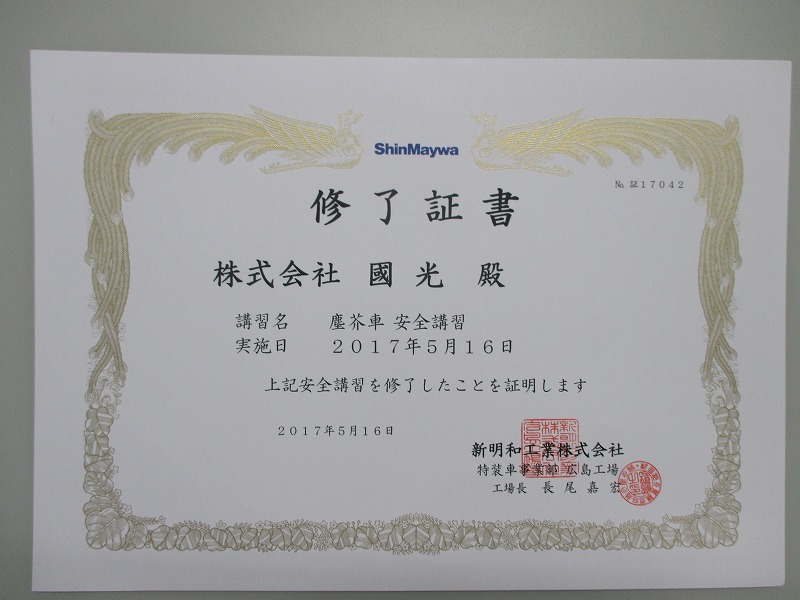 ShinMaywa
№ 証17042
修了証書
株式会社 國光 殿
講習名 塵芥車 安全講習
実施日 2017年5月16日
上記安全講習を修了したことを証明します
2017年5月16日
新明和工業株式会社
特装車事業部 広島工場
工場長 長尾嘉宏